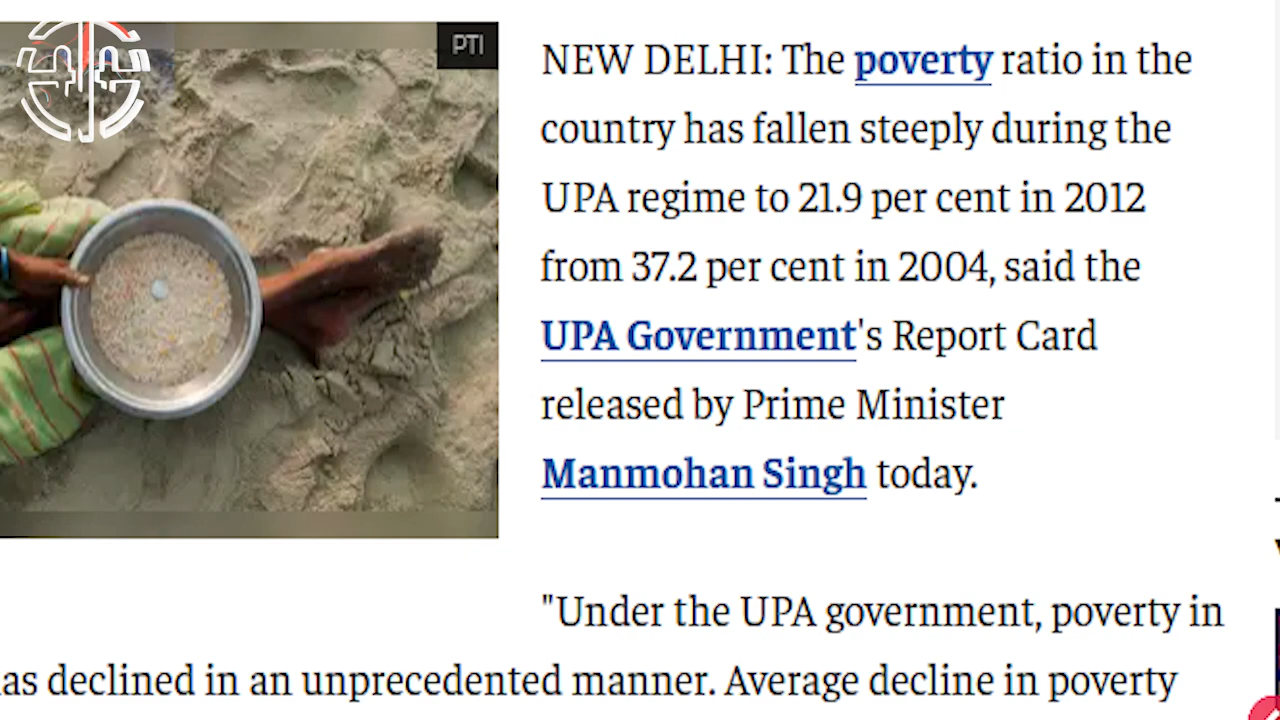 PTI
NEW DELHI: The poverty ratio in the
country has fallen steeply during the
UPA regime to 21.9 per cent in 2012
from 37.2 per cent in 2004, said the
UPA Government's Report Card
released by Prime Minister
Manmohan Singh today.
"Under the UPA government, poverty in
declined in an unprecedented manner. Average decline in poverty